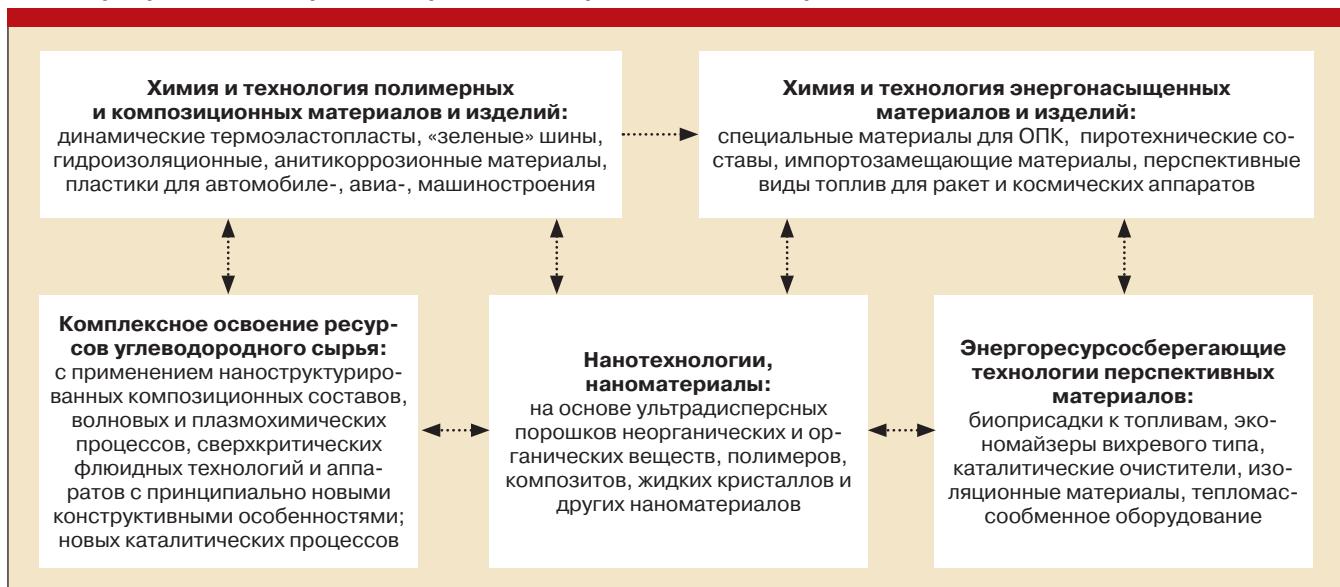 Химия и технология полимерных
и композиционных материалов и изделий:
динамические термоэластопласты, «зеленые» шины,
гидроизоляционные, анитикоррозионные материалы,
пластики для автомобиле-, авиа-, машиностроения
Химия и технология энергонасыщенных
материалов и изделий:
специальные материалы для ОПК, пиротехнические со-
ставы, импортозамещающие материалы, перспективные
виды топлив для ракет и космических аппаратов
Комплексное освоение ресур-
сов углеводородного сырья:
с применением наноструктуриро-
ванных композиционных составов,
волновых и плазмохимических
процессов, сверхкритических
флюидных технологий и аппа-
ратов с принципиально новыми
конструктивными особенностями;
новых каталитических процессов
Нанотехнологии,
наноматериалы:
на основе ультрадисперсных
порошков неорганических и ор-
ганических веществ, полимеров,
композитов, жидких кристаллов и
других наноматериалов
Энергоресурсосберегающие
технологии перспективных
материалов:
биоприсадки к топливам, эко-
номайзеры вихревого типа,
каталитические очистители, изо-
ляционные материалы, тепломас-
сообменное оборудование